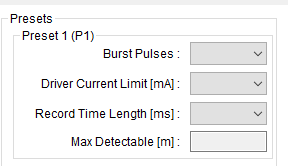 Presets
Preset 1 (P1)
Burst Pulses :
Driver Current Limit [mA] :
Record Time Length [ms] :
Max Detectable [m] :